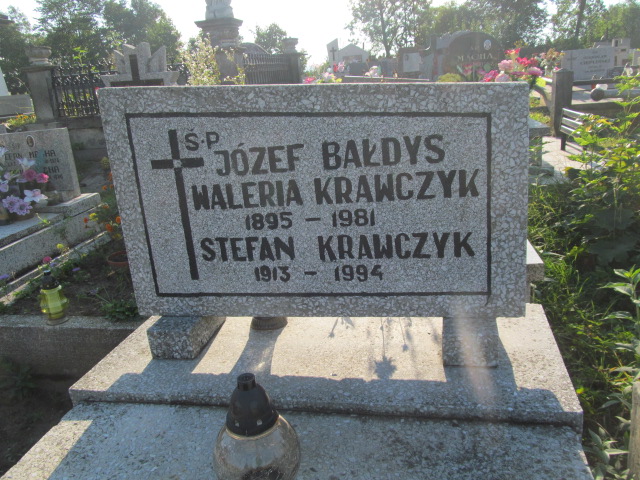 Ś.P.
JÓZEF BAŁDYS
WALERIA KRAWCZYK
1895 – 1981
STEFAN KRAWCZYK
1913 – 1994